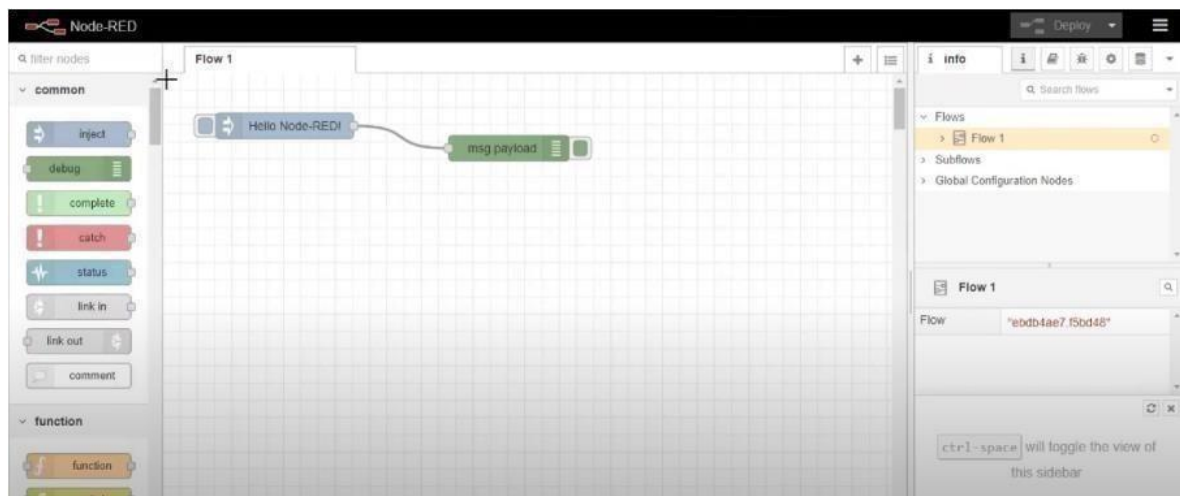 Node-RED
Deploy
filter nodes
Flow 1
i info
i
Search flows
common
inject
debug
complete
catch
status
link in
link out
comment
function
function
Hello Node-RED!
msg payload
Flows
Flow 1
Subflows
Global Configuration Nodes
Flow 1
Flow "ebdb4ae7.f5bd48"
ctrl-space will toggle the view of
this sidebar